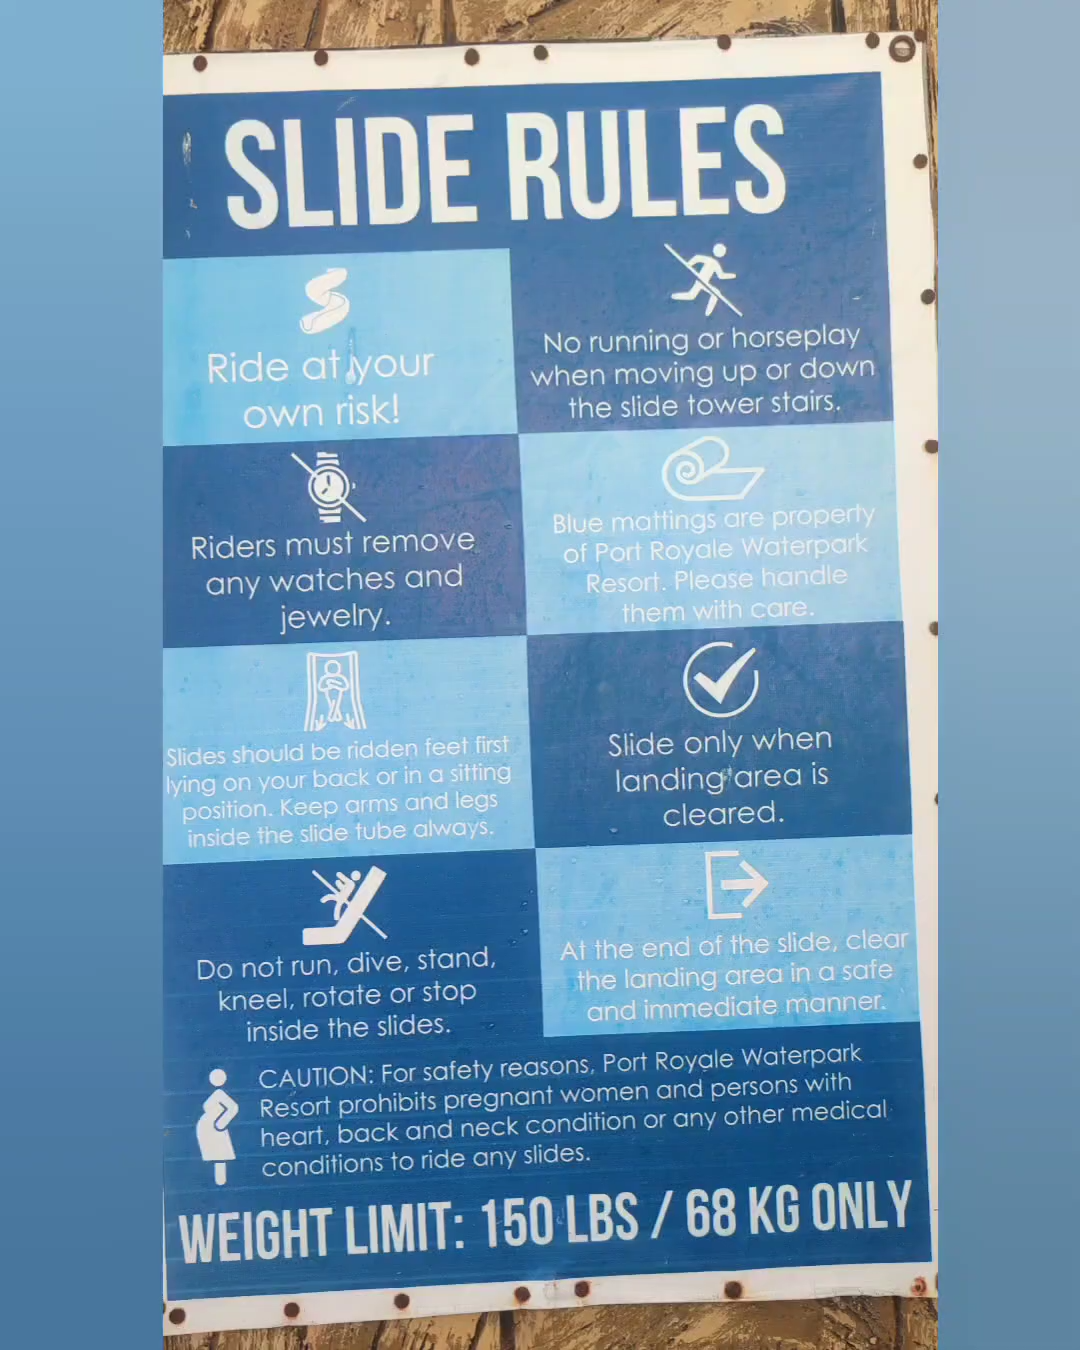 SLIDE RULES
Ride at your
own risk!
No running or horseplay
when moving up or down
the slide tower stairs.
Riders must remove
any watches and
jewelry.
Blue mattings are property
of Port Royale Waterpark
Resort. Please handle
them with care.
Slides should be ridden feet first
lying on your back or in a sitting
position. Keep arms and legs
inside the slide tube always.
Slide only when
landing area is
cleared.
Do not run, dive, stand,
kneel, rotate or stop
inside the slides.
At the end of the slide, clear
the landing area in a safe
and immediate manner.
CAUTION: For safety reasons, Port Royale Waterpark
Resort prohibits pregnant women and persons with
heart, back and neck condition or any other medical
conditions to ride any slides.
WEIGHT LIMIT: 150 LBS / 68 KG ONLY